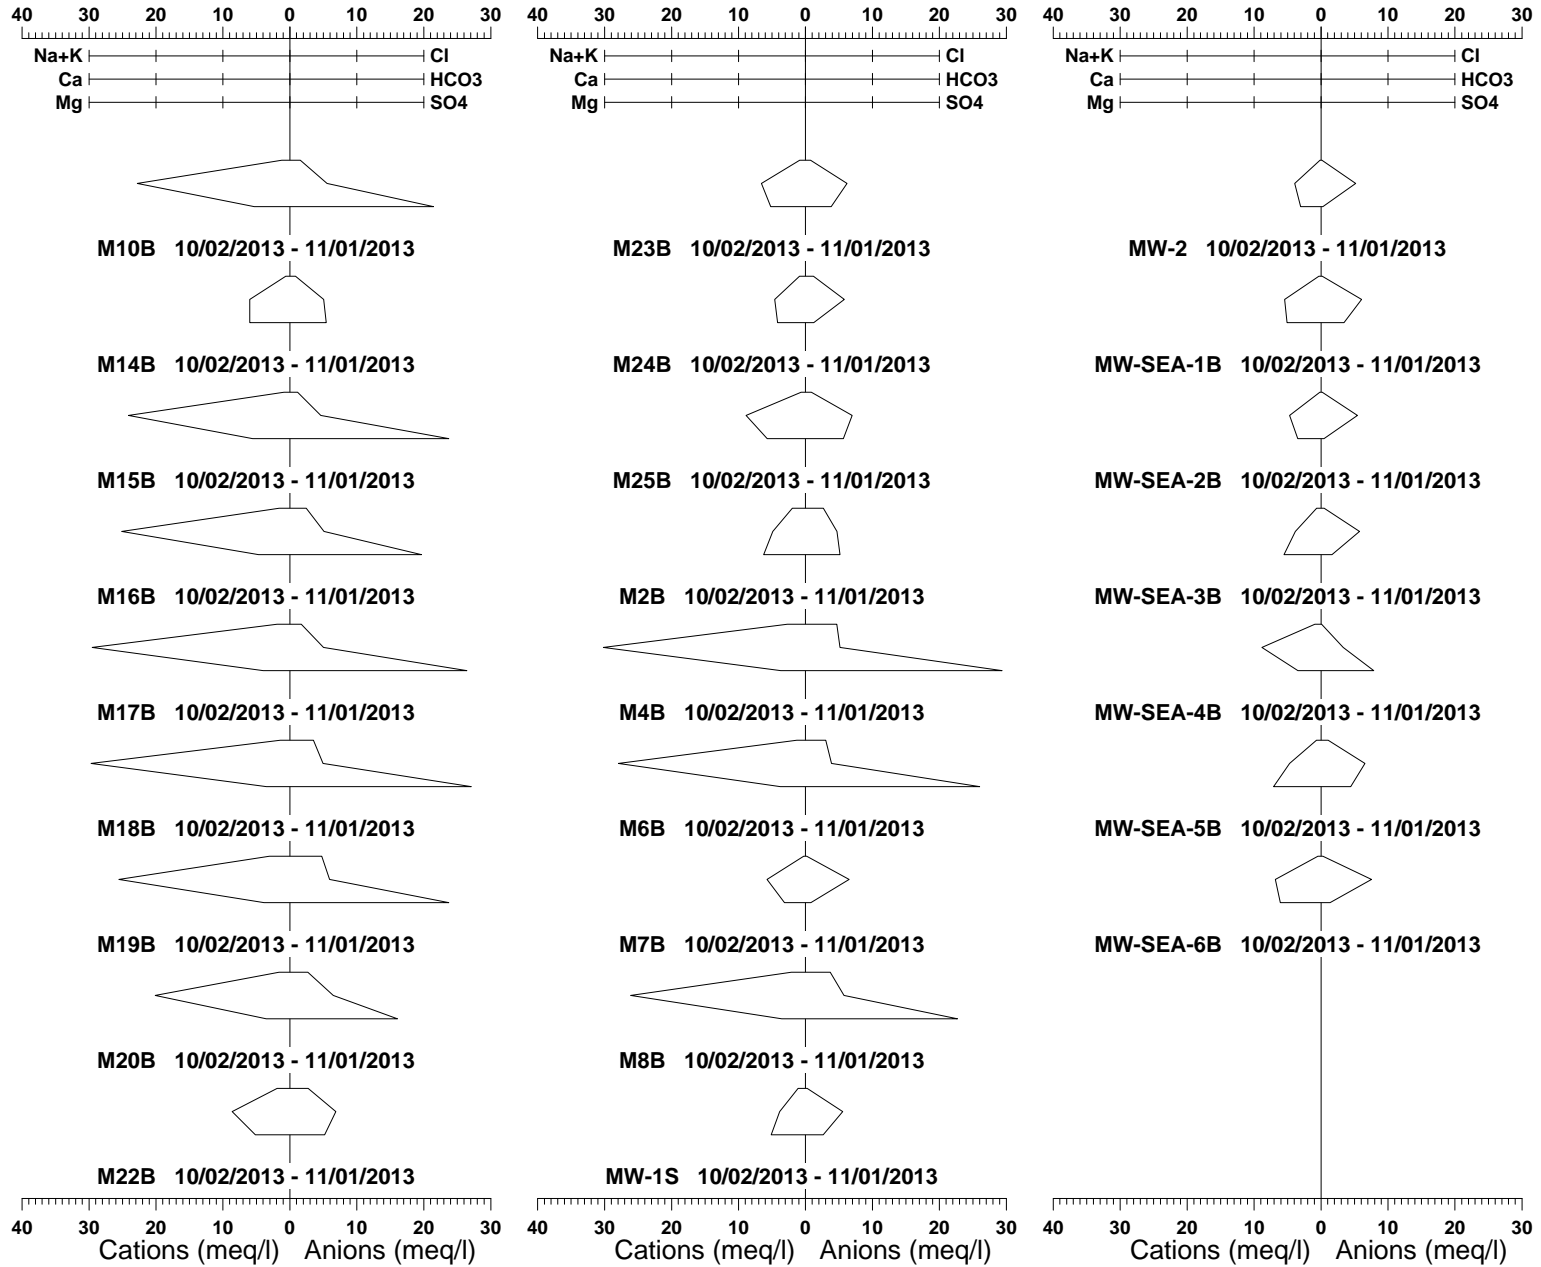 40 30 20 10 0 10 20 30
Na+K Cl
Ca HCO3
Mg SO4
M10B 10/02/2013 - 11/01/2013
M14B 10/02/2013 - 11/01/2013
M15B 10/02/2013 - 11/01/2013
M16B 10/02/2013 - 11/01/2013
M17B 10/02/2013 - 11/01/2013
M18B 10/02/2013 - 11/01/2013
M19B 10/02/2013 - 11/01/2013
M20B 10/02/2013 - 11/01/2013
M22B 10/02/2013 - 11/01/2013
40 30 20 10 0 10 20 30
Cations (meq/l) Anions (meq/l)
40 30 20 10 0 10 20 30
Na+K Cl
Ca HCO3
Mg SO4
M23B 10/02/2013 - 11/01/2013
M24B 10/02/2013 - 11/01/2013
M25B 10/02/2013 - 11/01/2013
M2B 10/02/2013 - 11/01/2013
M4B 10/02/2013 - 11/01/2013
M6B 10/02/2013 - 11/01/2013
M7B 10/02/2013 - 11/01/2013
M8B 10/02/2013 - 11/01/2013
MW-1S 10/02/2013 - 11/01/2013
40 30 20 10 0 10 20 30
Cations (meq/l) Anions (meq/l)
40 30 20 10 0 10 20 30
Na+K Cl
Ca HCO3
Mg SO4
MW-2 10/02/2013 - 11/01/2013
MW-SEA-1B 10/02/2013 - 11/01/2013
MW-SEA-2B 10/02/2013 - 11/01/2013
MW-SEA-3B 10/02/2013 - 11/01/2013
MW-SEA-4B 10/02/2013 - 11/01/2013
MW-SEA-5B 10/02/2013 - 11/01/2013
MW-SEA-6B 10/02/2013 - 11/01/2013
40 30 20 10 0 10 20 30
Cations (meq/l) Anions (meq/l)